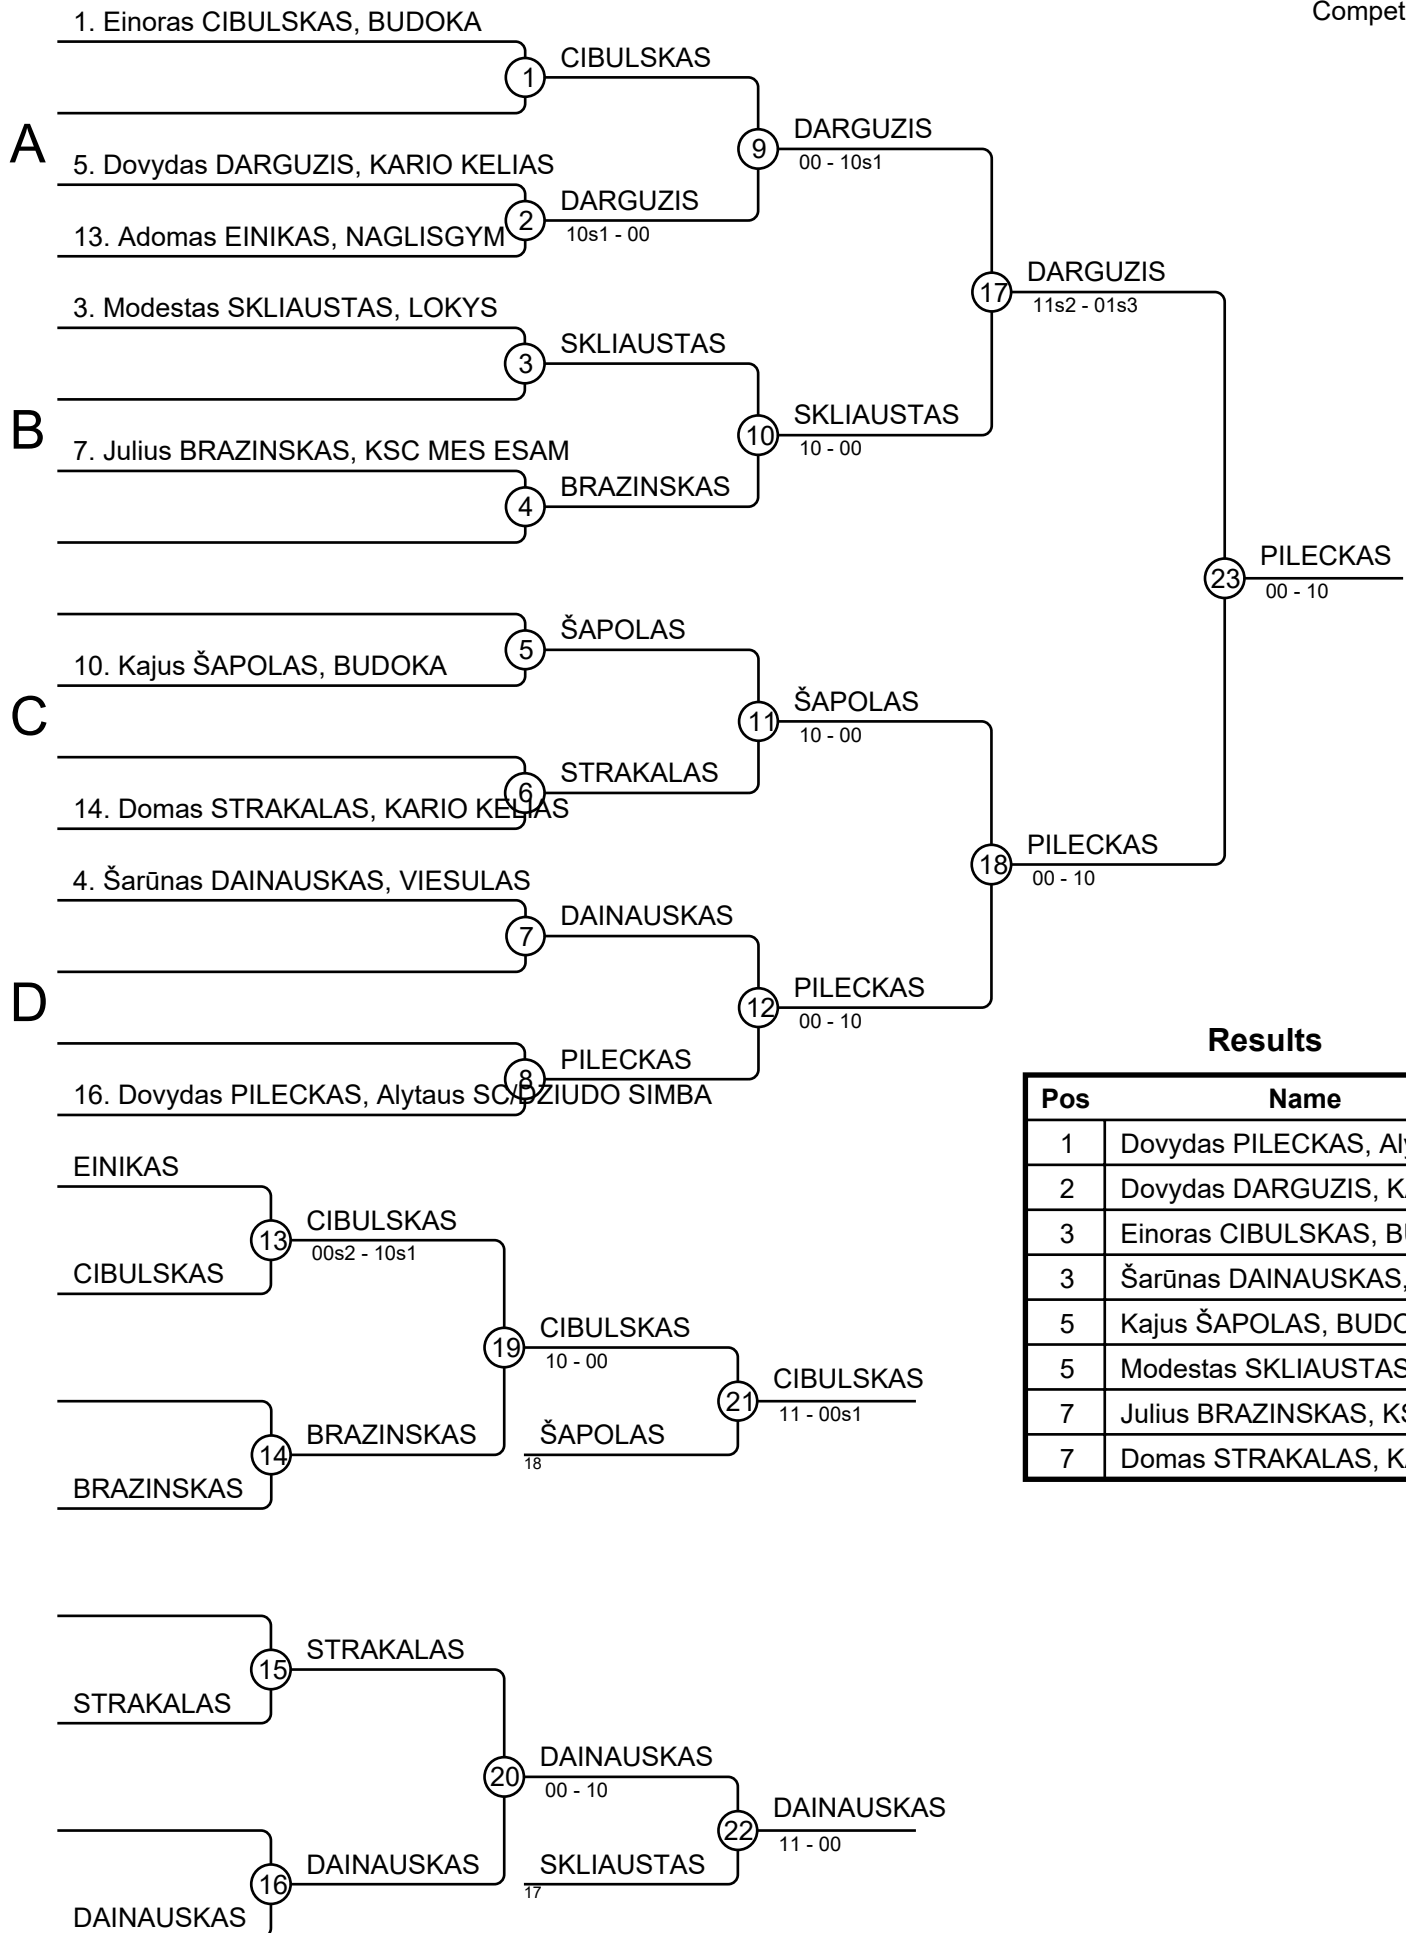 Compet
1. Einoras CIBULSKAS, BUDOKA
1
CIBULSKAS
A
5. Dovydas DARGUZIS, KARIO KELIAS
9
DARGUZIS
00 - 10s1
13. Adomas EINIKAS, NAGLISGYM
2
DARGUZIS
10s1 - 00
3. Modestas SKLIAUSTAS, LOKYS
17
DARGUZIS
11s2 - 01s3
3
SKLIAUSTAS
B
7. Julius BRAZINSKAS, KSC MES ESAM
10
SKLIAUSTAS
10 - 00
4
BRAZINSKAS
23
PILECKAS
00 - 10
5
ŠAPOLAS
10. Kajus ŠAPOLAS, BUDOKA
C
11
ŠAPOLAS
10 - 00
6
STRAKALAS
14. Domas STRAKALAS, KARIO KELIAS
18
PILECKAS
00 - 10
4. Šarūnas DAINAUSKAS, VIESULAS
7
DAINAUSKAS
D
12
PILECKAS
00 - 10
8
PILECKAS
16. Dovydas PILECKAS, Alytaus SC/DZIUDO SIMBA
EINIKAS
13
CIBULSKAS
00s2 - 10s1
CIBULSKAS
19
CIBULSKAS
10 - 00
21
CIBULSKAS
11 - 00s1
14
BRAZINSKAS
ŠAPOLAS
18
BRAZINSKAS
15
STRAKALAS
STRAKALAS
20
DAINAUSKAS
00 - 10
22
DAINAUSKAS
11 - 00
16
DAINAUSKAS
SKLIAUSTAS
17
DAINAUSKAS
Results
Pos Name
1 Dovydas PILECKAS, Aly
2 Dovydas DARGUZIS, KA
3 Einoras CIBULSKAS, BU
3 Šarūnas DAINAUSKAS,
5 Kajus ŠAPOLAS, BUDO
5 Modestas SKLIAUSTAS
7 Julius BRAZINSKAS, KS
7 Domas STRAKALAS, KA